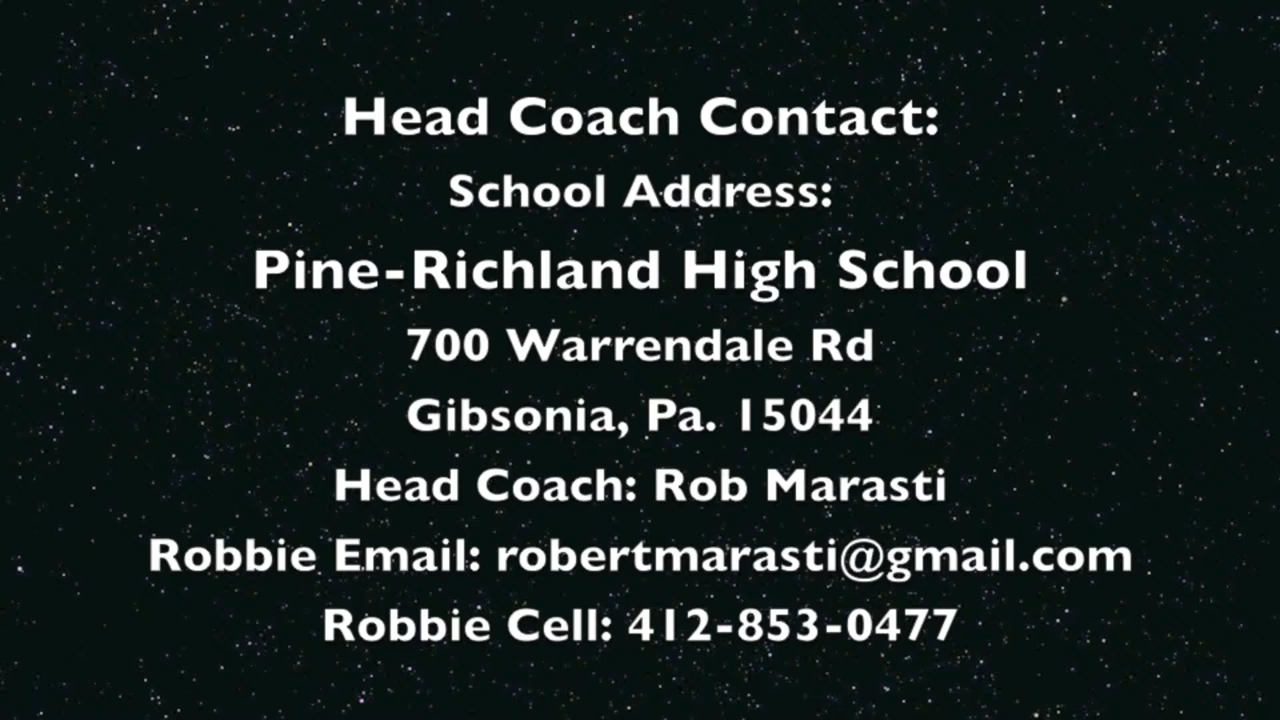 Head Coach Contact:
School Address:
Pine-Richland High School
700 Warrendale Rd
Gibsonia, Pa. 15044
Head Coach: Rob Marasti
Robbie Email: robertmarasti@gmail.com
Robbie Cell: 412-853-0477